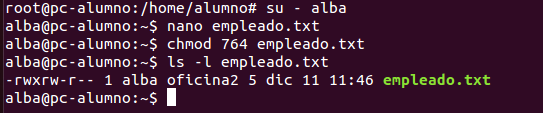 root@pc-alumno:/home/alumno# su - alba
alba@pc-alumno:~$ nano empleado.txt
alba@pc-alumno:~$ chmod 764 empleado.txt
alba@pc-alumno:~$ ls -l empleado.txt
-rwxrw-r-- 1 alba oficina2 5 dic 11 11:46 empleado.txt
alba@pc-alumno:~$